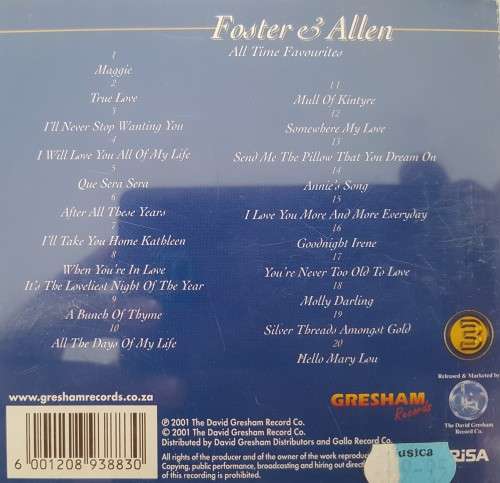 Foster & Allen
All Time Favourites
1
Maggie
2
True Love
3
I'll Never Stop Wanting You
4
I Will Love You All Of My Life
5
Que Sera Sera
6
After All These Years
7
I'll Take You Home Kathleen
8
When You're In Love
It's The Loveliest Night Of The Year
9
A Bunch Of Thyme
10
All The Days Of My Life
11
Mull Of Kintyre
12
Somewhere My Love
13
Send Me The Pillow That You Dream On
14
Annie's Song
15
I Love You More And More Everyday
16
Goodnight Irene
17
You're Never Too Old To Love
18
Molly Darling
19
Silver Threads Amongst Gold
20
Hello Mary Lou
www.greshamrecords.co.za
6 001208 938830
GRESHAM
Records
℗ 2001 The David Gresham Record Co.
© 2001 The David Gresham Record Co.
Distributed by David Gresham Distributors and Gallo Record Co.
All rights of the producer and of the owner of the work reproduced
Copying, public performance, broadcasting and hiring out
of this recording is prohibited.
Released & Marketed by
The David Gresham
Record Co.
RiSA
usica